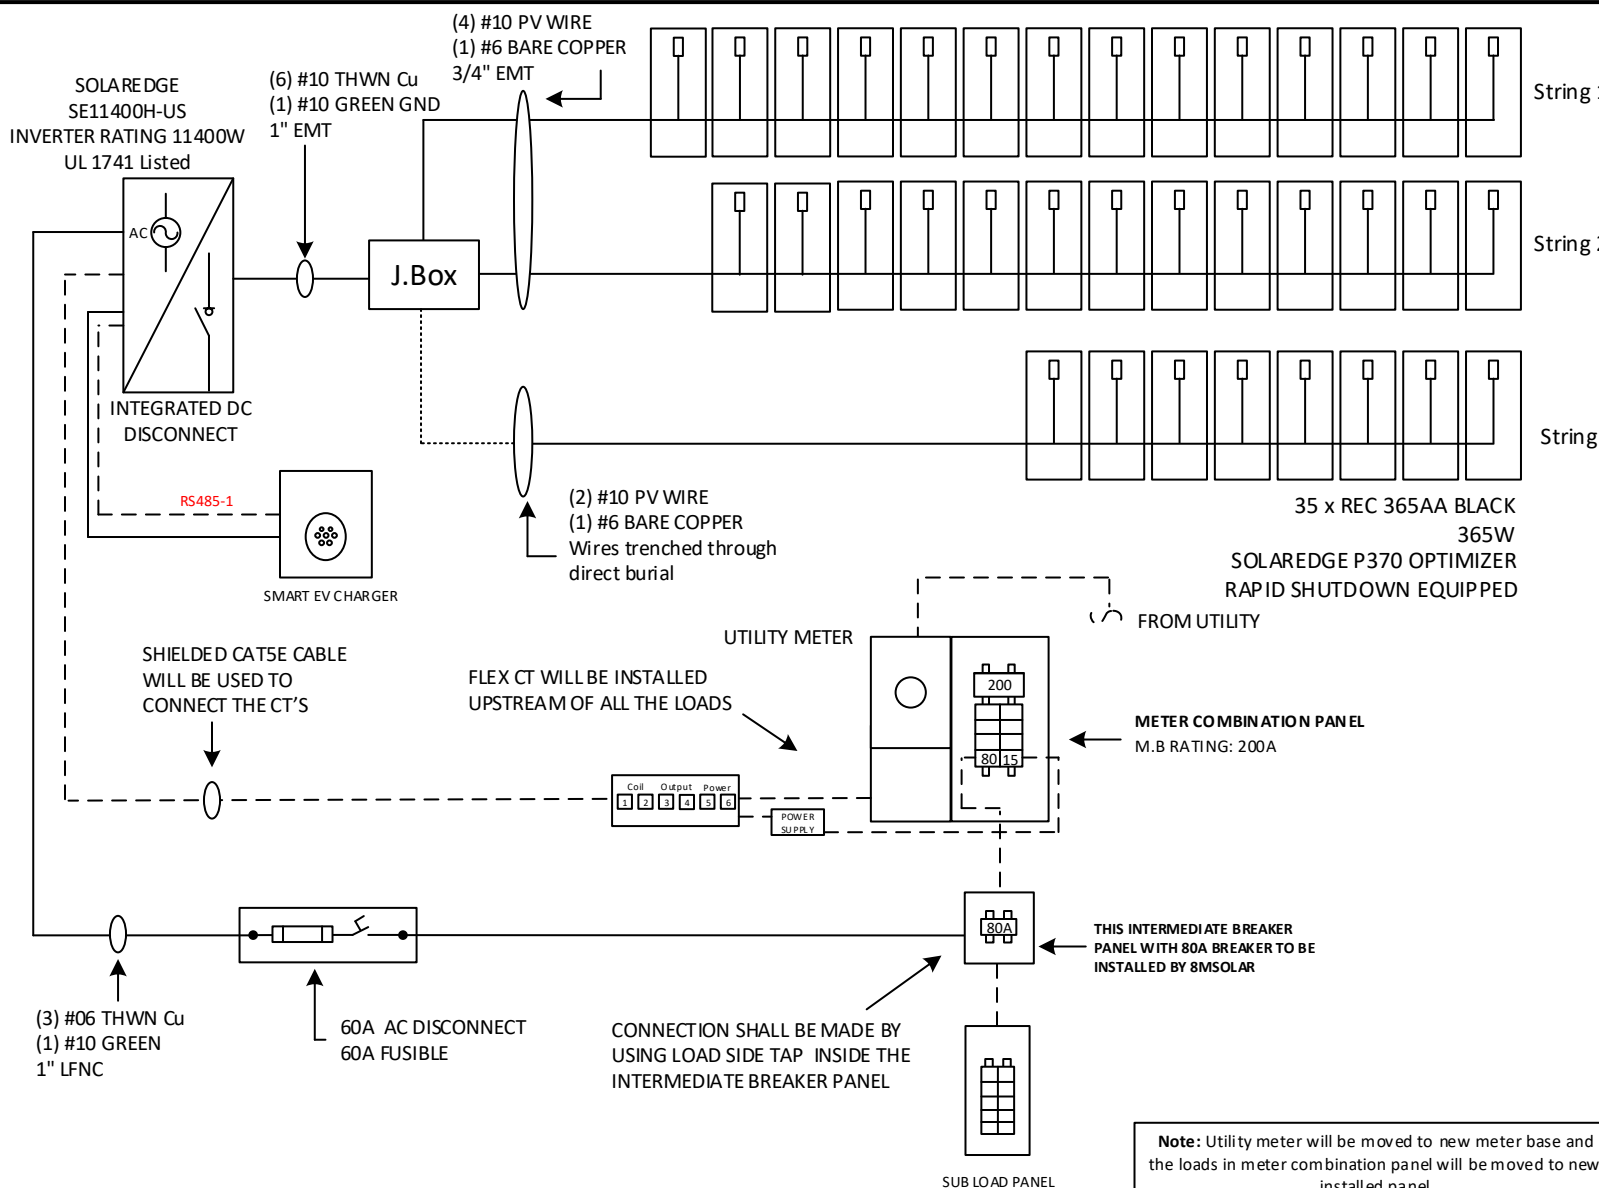 (4) #10 PV WIRE
(1) #6 BARE COPPER
3/4" EMT
SOLAREDGE
SE11400H-US
INVERTER RATING 11400W
UL 1741 Listed
(6) #10 THWN Cu
(1) #10 GREEN GND
1" EMT
String 1
AC
J.Box
String 2
INTEGRATED DC
DISCONNECT
String
RS485-1
SMART EV CHARGER
(2) #10 PV WIRE
(1) #6 BARE COPPER
Wires trenched through
direct burial
35 x REC 365AA BLACK
365W
SOLAREDGE P370 OPTIMIZER
RAPID SHUTDOWN EQUIPPED
FROM UTILITY
UTILITY METER
SHIELDED CAT5E CABLE
WILL BE USED TO
CONNECT THE CT'S
FLEX CT WILL BE INSTALLED
UPSTREAM OF ALL THE LOADS
200
80 15
METER COMBINATION PANEL
M.B RATING: 200A
Coil Output Power
1 2 3 4 5 6
POWER
SUPPLY
80A
THIS INTERMEDIATE BREAKER
PANEL WITH 80A BREAKER TO BE
INSTALLED BY 8MSOLAR
(3) #06 THWN Cu
(1) #10 GREEN
1" LFNC
60A AC DISCONNECT
60A FUSIBLE
CONNECTION SHALL BE MADE BY
USING LOAD SIDE TAP INSIDE THE
INTERMEDIATE BREAKER PANEL
SUB LOAD PANEL
Note: Utility meter will be moved to new meter base and
the loads in meter combination panel will be moved to new
installed panel